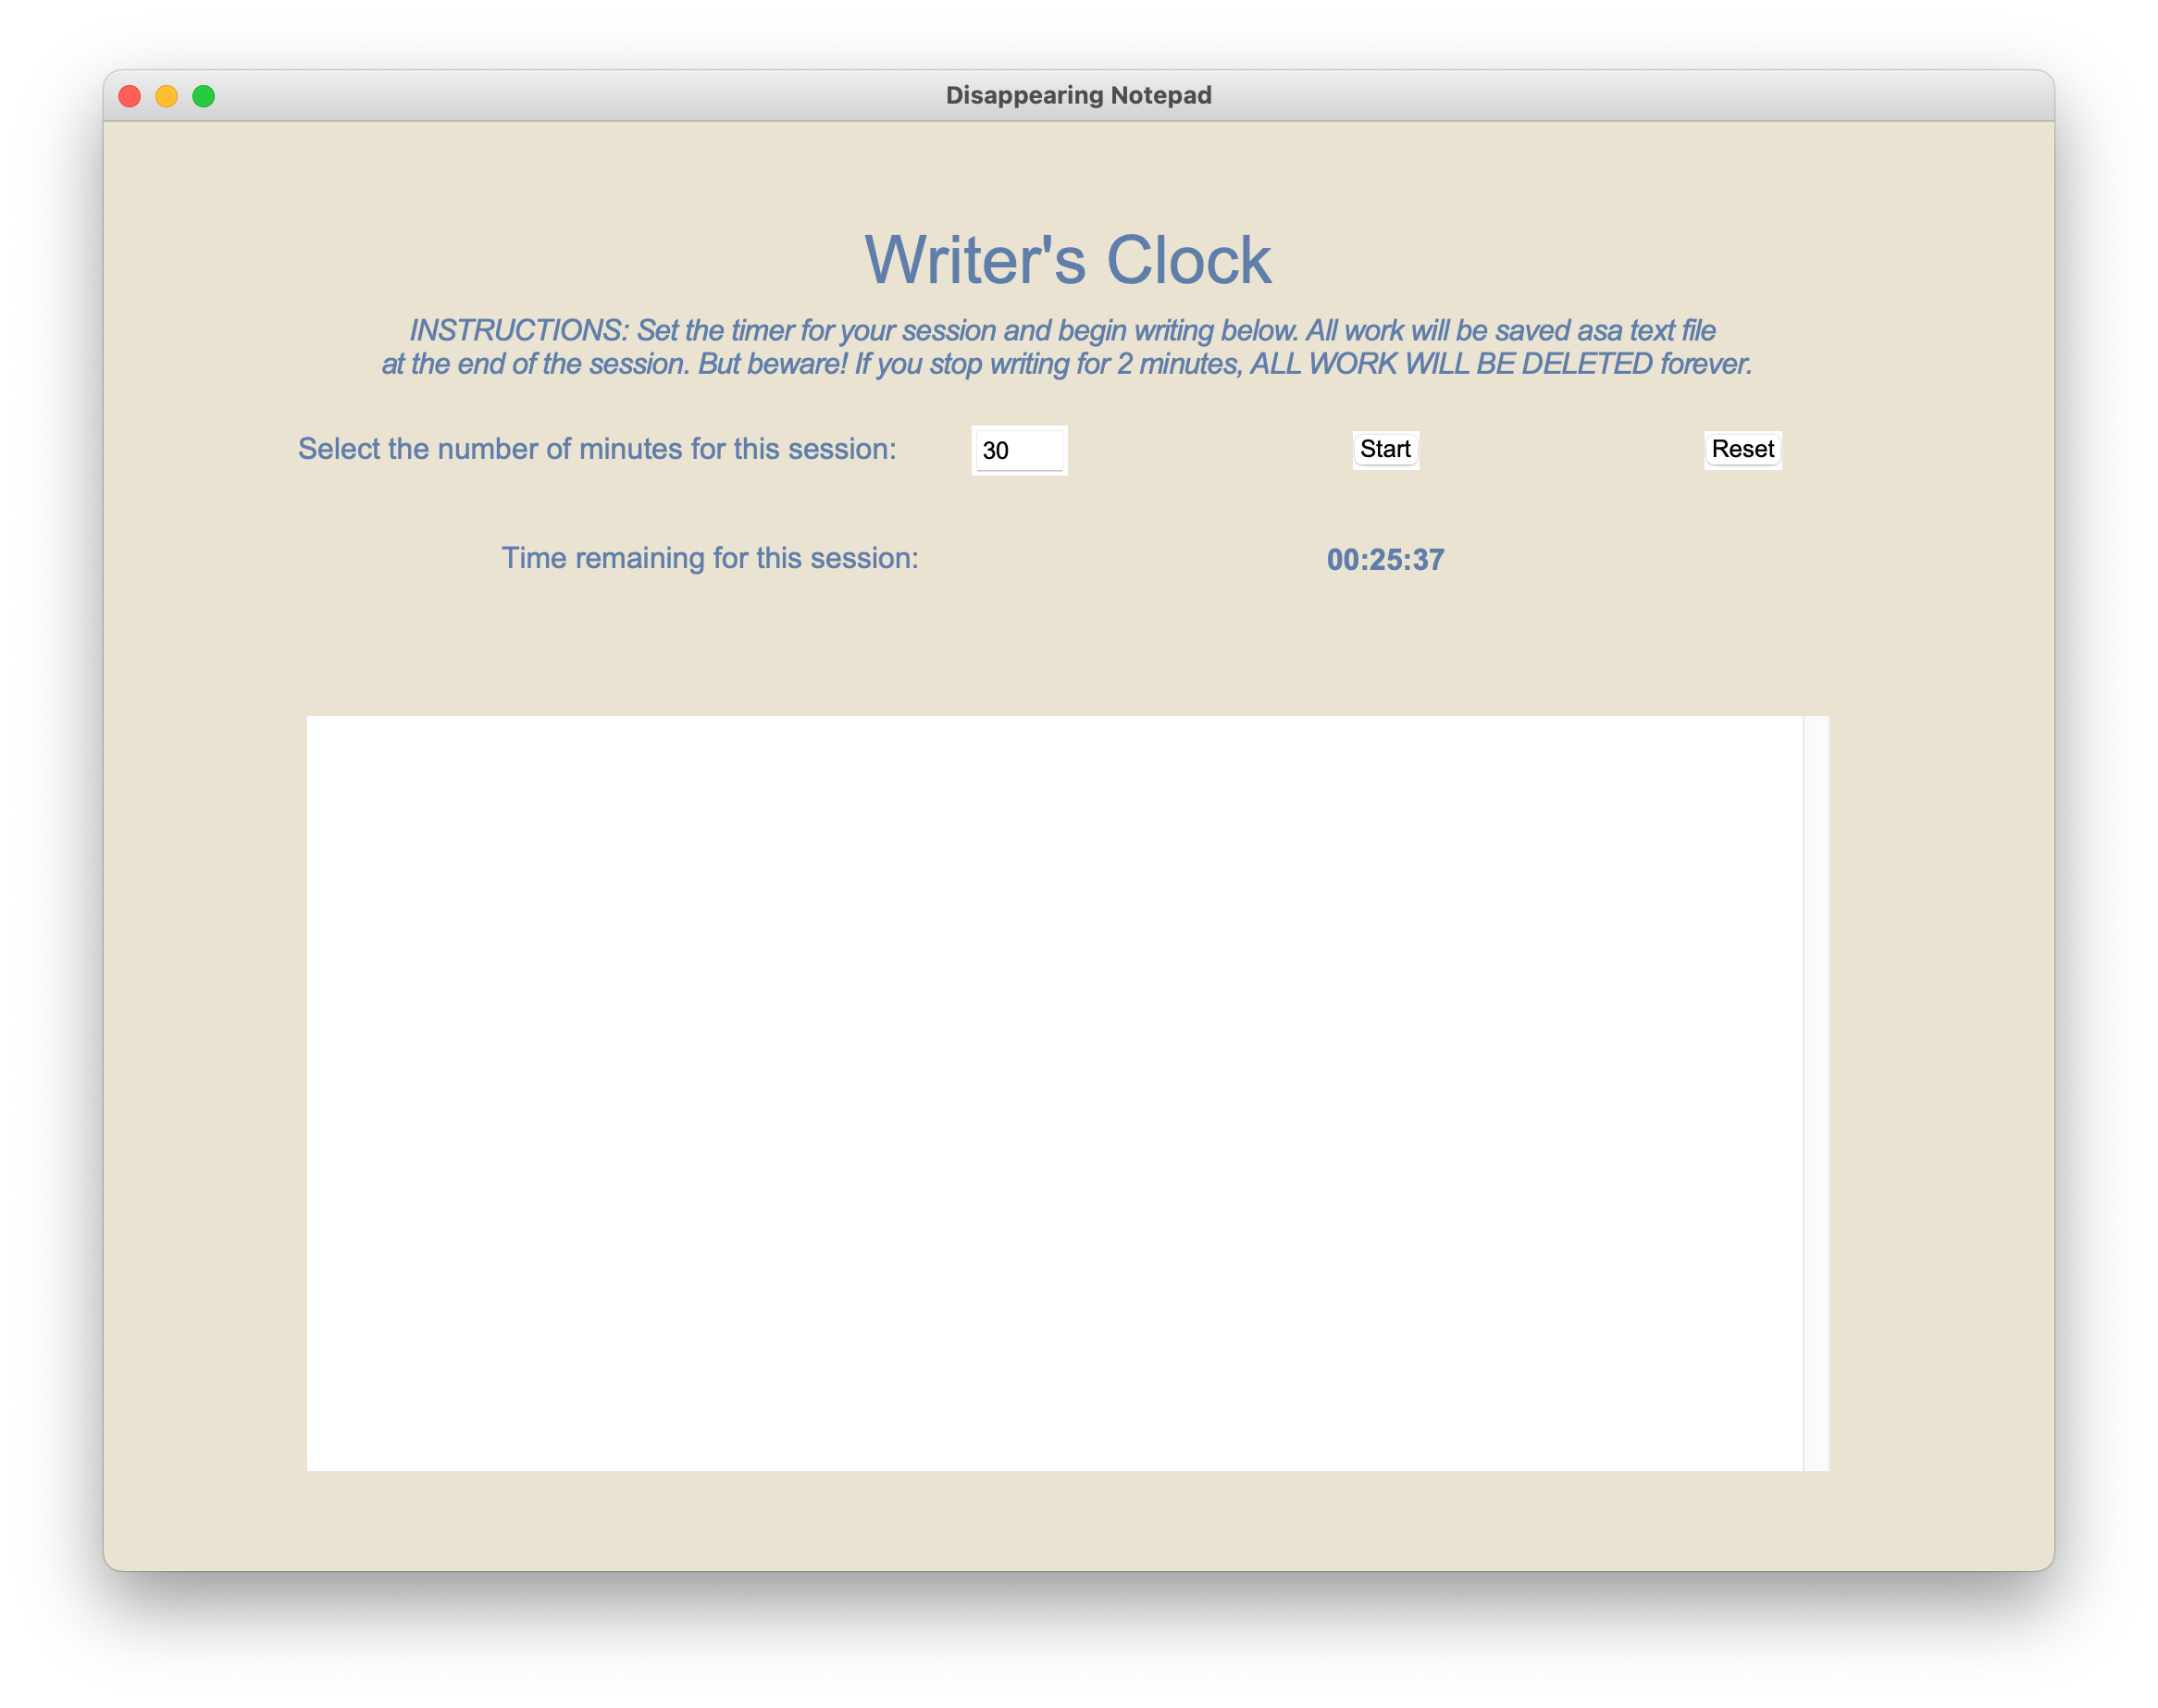 Disappearing Notepad
Writer's Clock
INSTRUCTIONS: Set the timer for your session and begin writing below. All work will be saved asa text file
at the end of the session. But beware! If you stop writing for 2 minutes, ALL WORK WILL BE DELETED forever.
Select the number of minutes for this session: 30 Start Reset
Time remaining for this session: 00:25:37